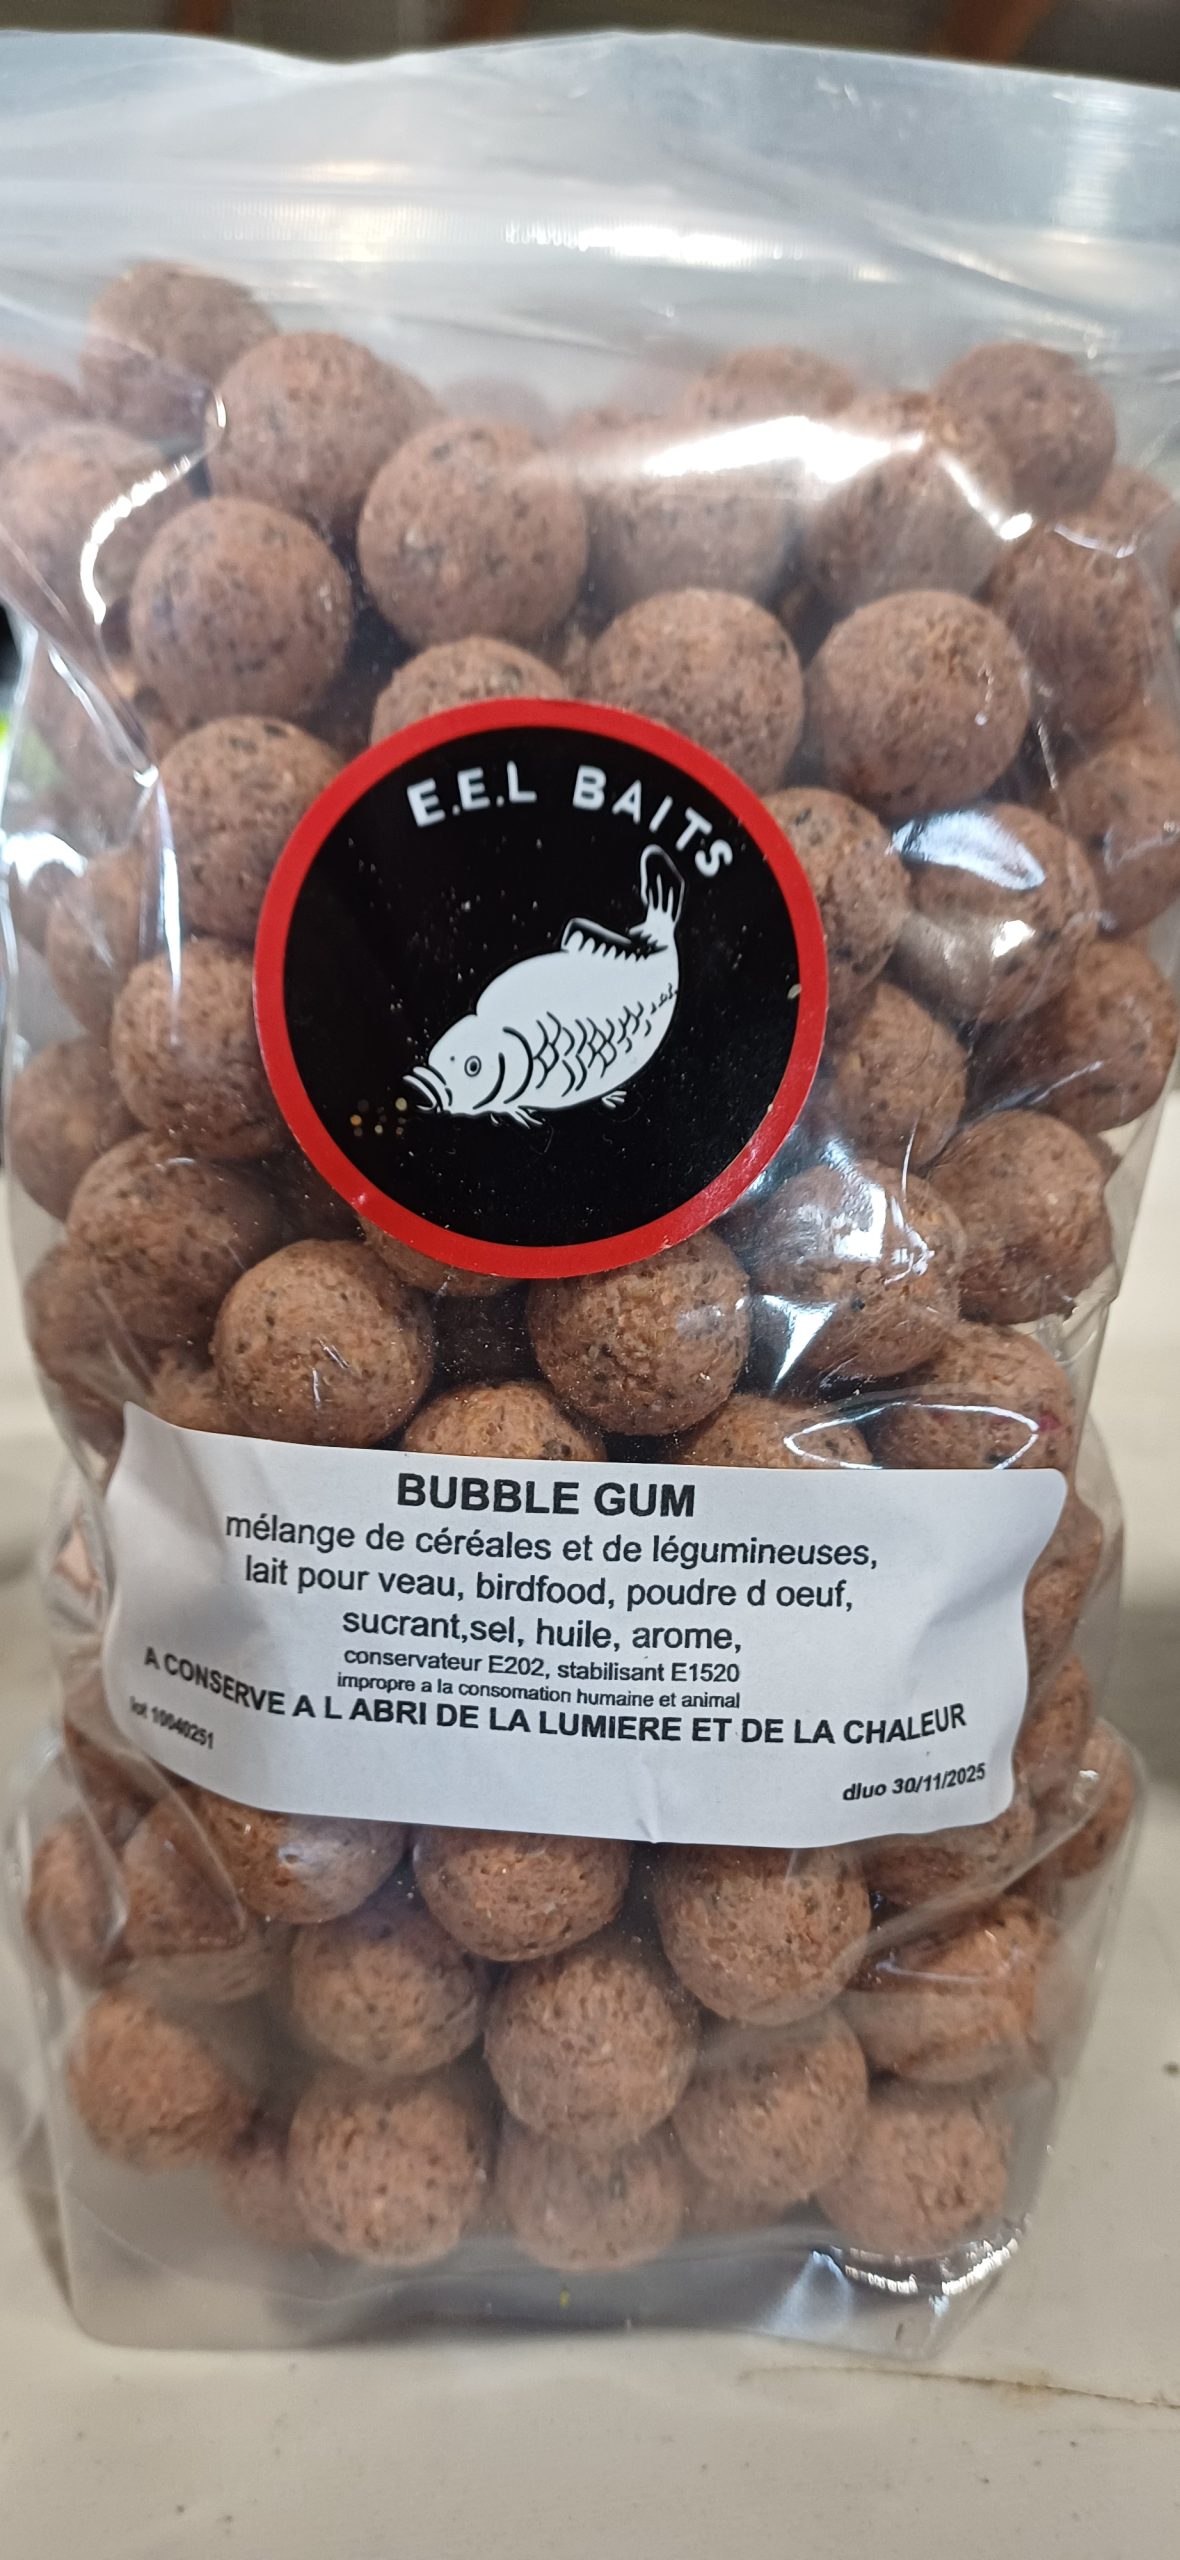 E.E.L BAITS
BUBBLE GUM
mélange de céréales et de légumineuses,
lait pour veau, birdfood, poudre d oeuf,
sucrant,sel, huile, arome,
conservateur E202, stabilisant E1520
impropre a la consomation humaine et animal
A CONSERVE A L ABRI DE LA LUMIERE ET DE LA CHALEUR
lot 10040251
dluo 30/11/2025